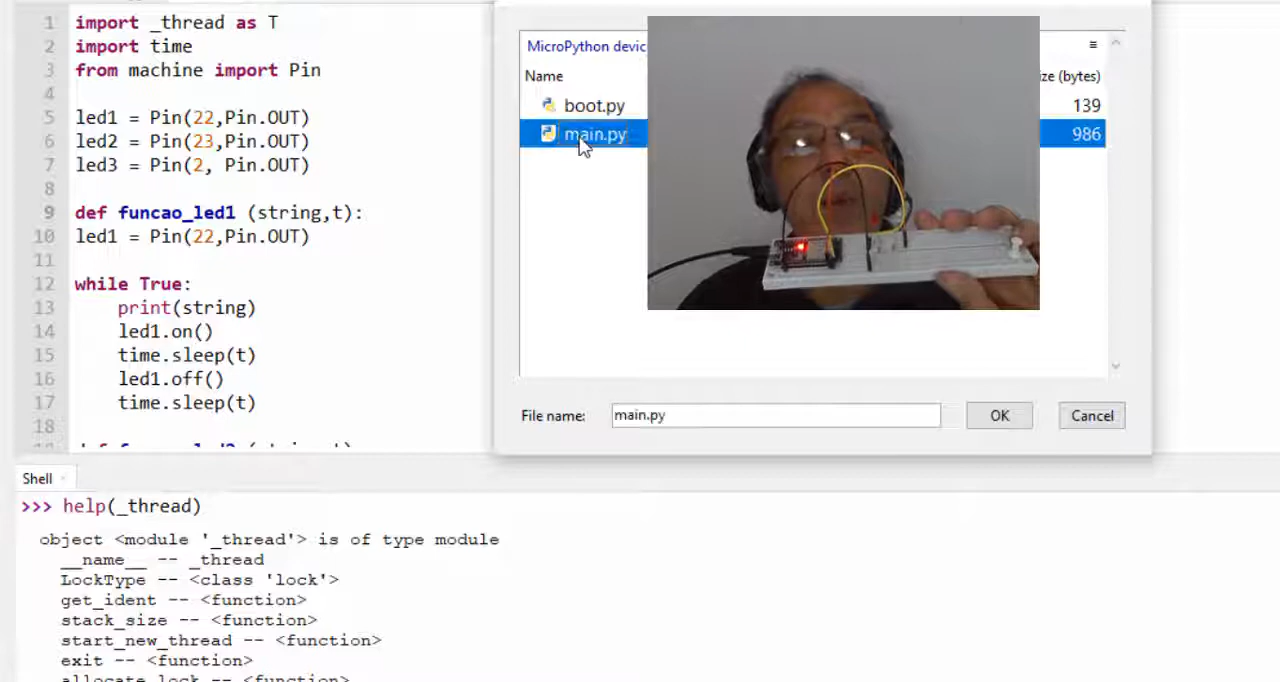 1 import _thread as T
2 import time
3 from machine import Pin
4
5 led1 = Pin(22,Pin.OUT)
6 led2 = Pin(23,Pin.OUT)
7 led3 = Pin(2, Pin.OUT)
8
9 def funcao_led1 (string,t):
10 led1 = Pin(22,Pin.OUT)
11
12 while True:
13     print(string)
14     led1.on()
15     time.sleep(t)
16     led1.off()
17     time.sleep(t)
18
MicroPython
Name
(bytes)
boot.py 139
main.py 986
File name: main.py OK Cancel
Shell
>>> help(_thread)
object <module '_thread'> is of type module
__name__ -- _thread
LockType -- <class 'lock'>
get_ident -- <function>
stack_size -- <function>
start_new_thread -- <function>
exit -- <function>
allocate_lock -- <function>